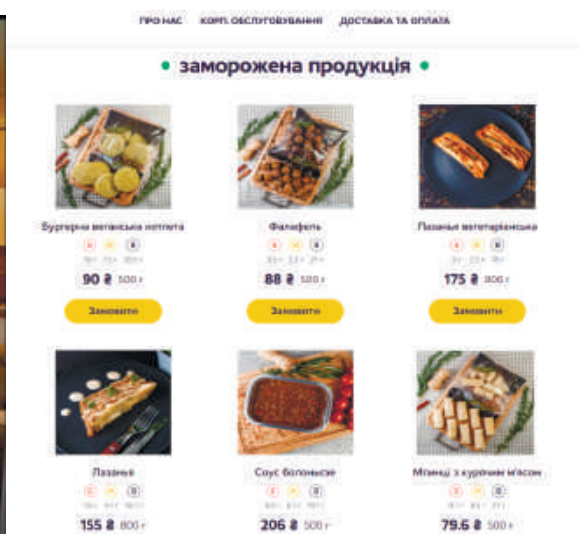 ПРО НАС КОРП. ОБСЛУГОВУВАННЯ ДОСТАВКА ТА ОПЛАТА
заморожена продукція
Бургерна веганська котлета Фалафель Лазанья вегетаріанська
90 ₴ 500 г 88 ₴ 500 г 175 ₴ 800 г
Замовити Замовити Замовити
Лазанья Соус болоньєзе Млинці з курячим м'ясом
155 ₴ 800 г 206 ₴ 500 г 79.6 ₴ 500 г